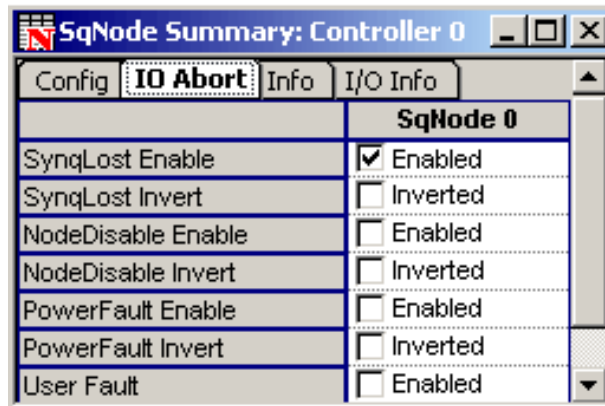 SqNode Summary: Controller 0
Config IO Abort Info I/O Info
SqNode 0
SynqLost Enable Enabled
SynqLost Invert Inverted
NodeDisable Enable Enabled
NodeDisable Invert Inverted
PowerFault Enable Enabled
PowerFault Invert Inverted
User Fault Enabled